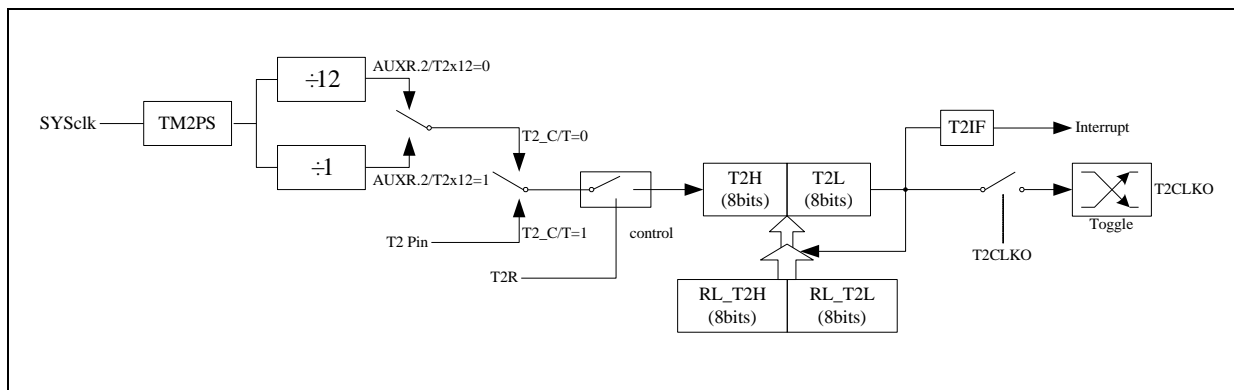 ÷12
AUXR.2/T2x12=0
SYSclk
TM2PS
÷1
AUXR.2/T2x12=1
T2_C/T=0
T2_C/T=1
T2 Pin
T2R
control
T2H
(8bits)
T2L
(8bits)
RL_T2H
(8bits)
RL_T2L
(8bits)
T2IF
Interrupt
T2CLKO
Toggle
T2CLKO